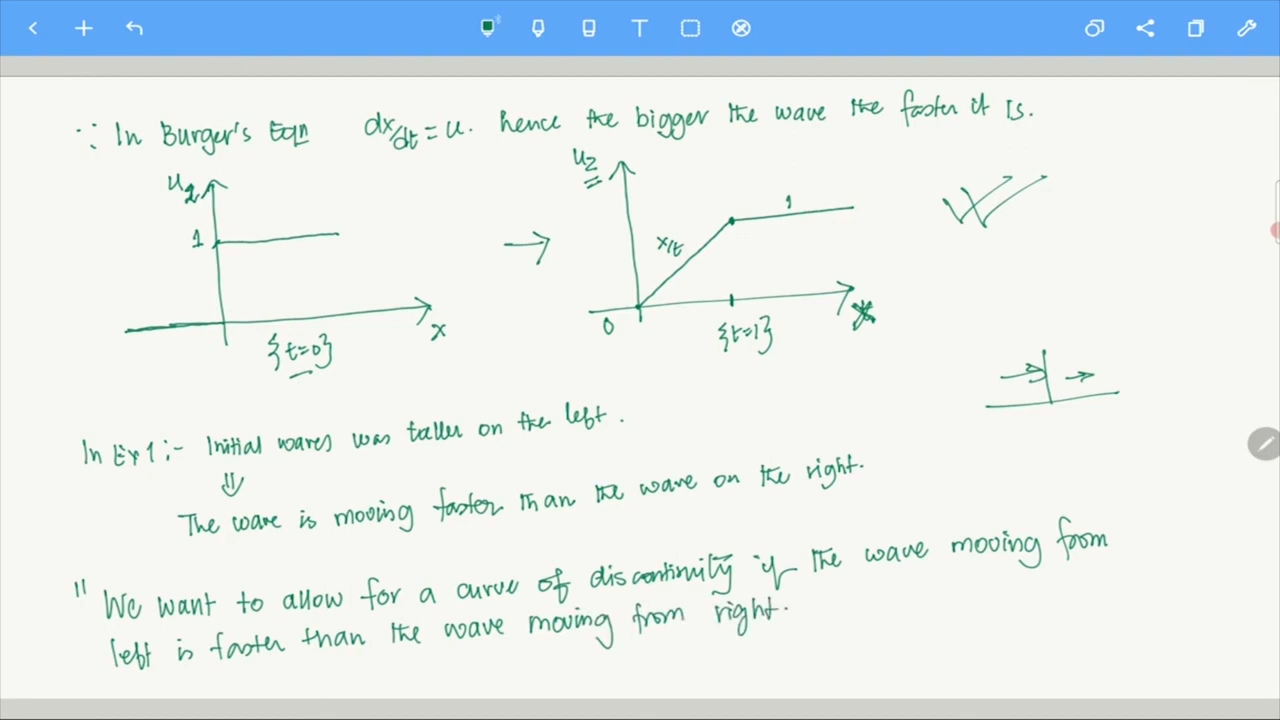 ∵ In Burger's Eqn dx/dt = u. hence the bigger the wave the faster it is.
u2
1
x
{t=0}
u2
x/t
1
0
x
{t=1}
In Ex 1 :- Initial waves was taller on the left.
⇓
The wave is moving faster than the wave on the right.
" We want to allow for a curve of discontinuity if the wave moving from
left is faster than the wave moving from right.